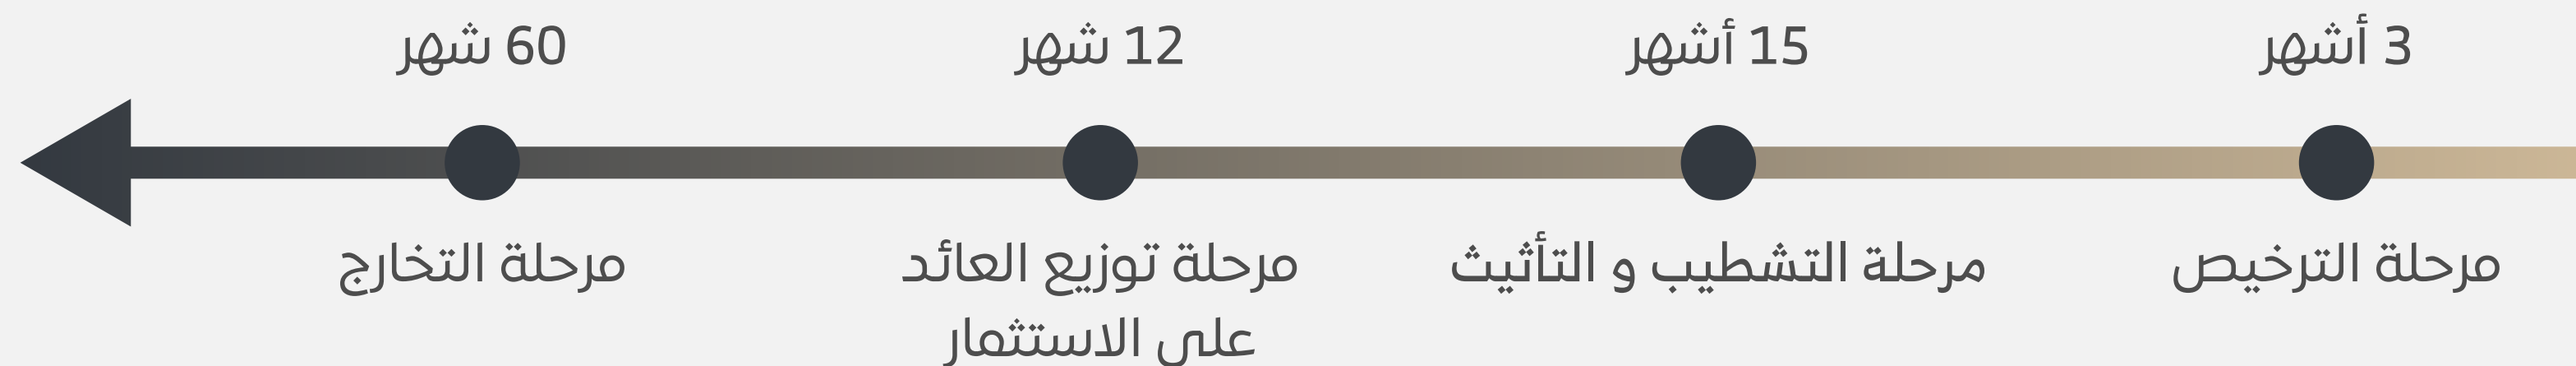 3 أشهر
مرحلة الترخيص
15 أشهر
مرحلة التشطيب و التأثيث
12 شهر
مرحلة توزيع العائد
على الاستثمار
60 شهر
مرحلة التخارج